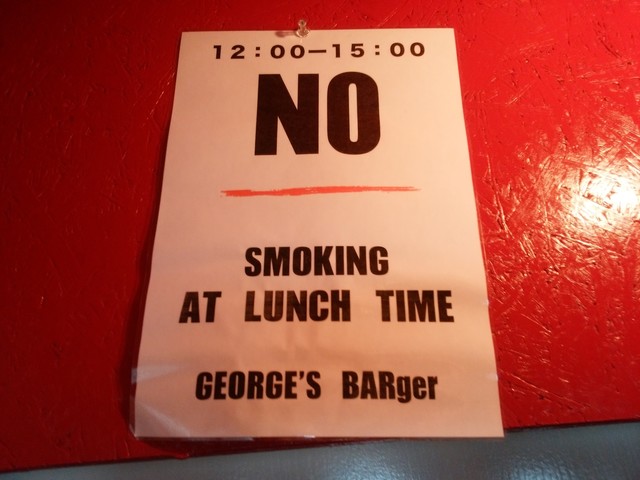 12:00—15:00
NO
SMOKING
AT LUNCH TIME
GEORGE'S BARger